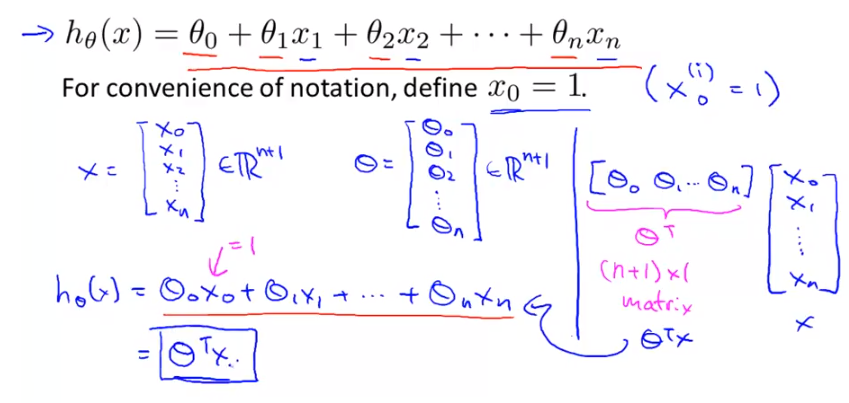 → hθ(x) = θ₀ + θ₁x₁ + θ₂x₂ + ⋯ + θₙxₙ
For convenience of notation, define x₀ = 1. (x₀⁽ⁱ⁾ = 1)
x = [x₀ x₁ x₂ ⋮ xₙ] ∈ ℝⁿ⁺¹ θ = [θ₀ θ₁ θ₂ ⋮ θₙ] ∈ ℝⁿ⁺¹
= 1
hθ(x) = θ₀x₀ + θ₁x₁ + ⋯ + θₙxₙ
= θᵀx.
[θ₀ θ₁ ⋯ θₙ] [x₀ x₁ ⋮ xₙ]
θᵀ
(n+1) × 1
matrix
x
θᵀx